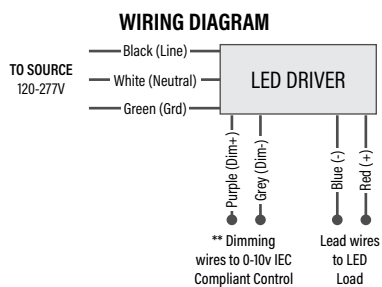 WIRING DIAGRAM
Black (Line)
TO SOURCE
120-277V
White (Neutral)
Green (Grd)
LED DRIVER
Purple (Dim+)
Grey (Dim-)
Blue (-)
Red (+)
** Dimming
wires to 0-10v IEC
Compliant Control
Lead wires
to LED
Load